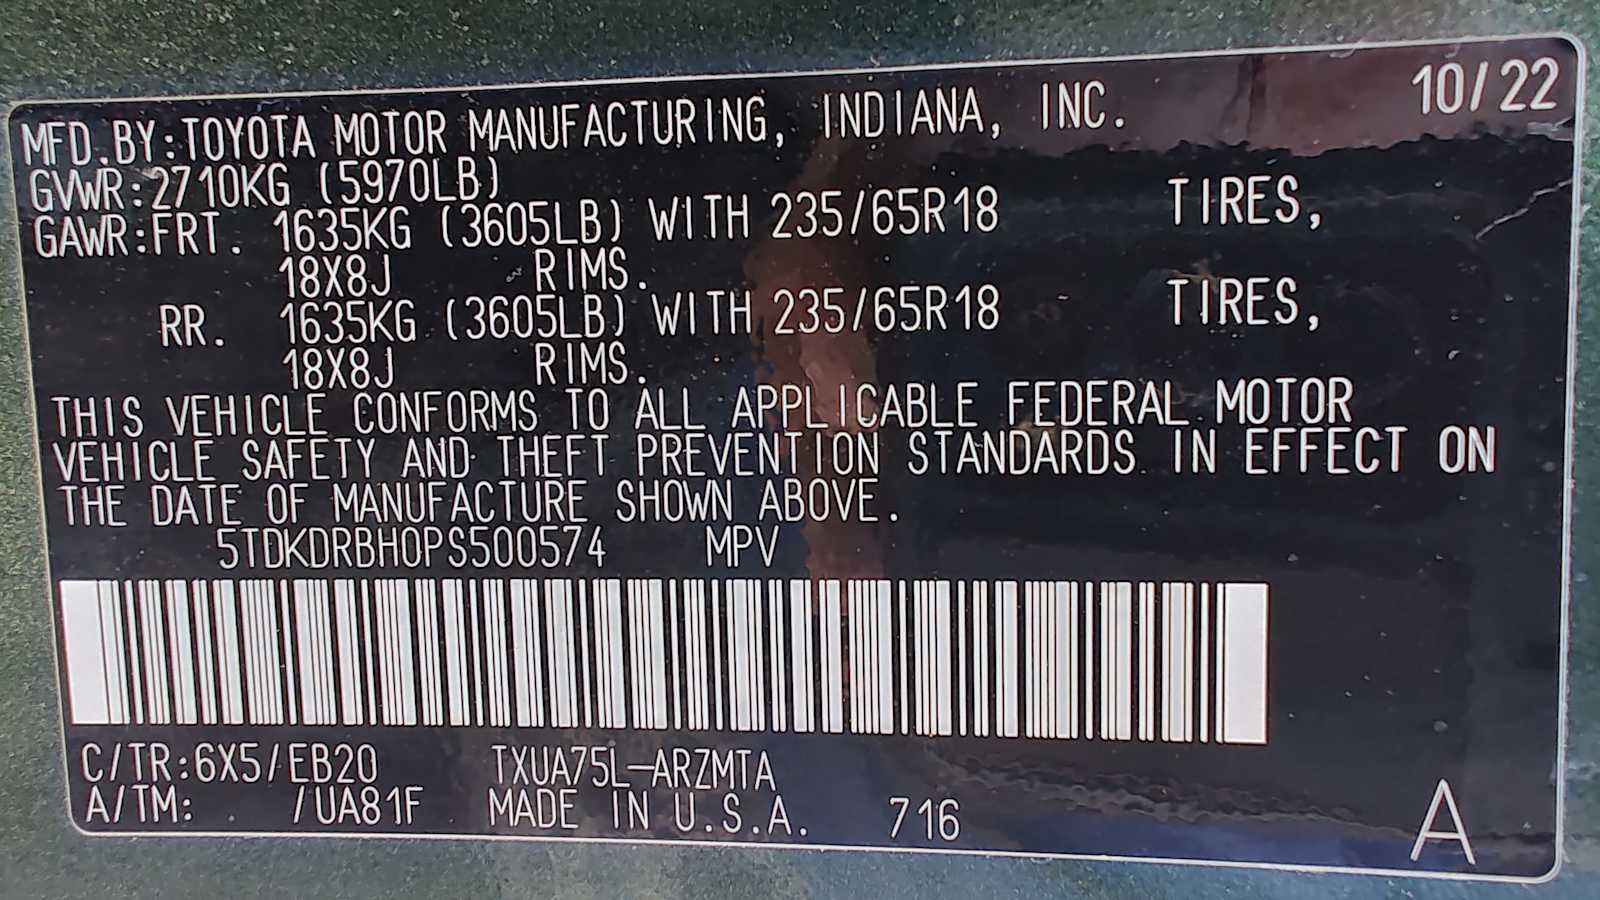 10/22
MFD.BY:TOYOTA MOTOR MANUFACTURING, INDIANA, INC.
GVWR:2710KG (5970LB)
GAWR:FRT. 1635KG (3605LB) WITH 235/65R18 TIRES,
18X8J RIMS.
RR. 1635KG (3605LB) WITH 235/65R18 TIRES,
18X8J RIMS.
THIS VEHICLE CONFORMS TO ALL APPLICABLE FEDERAL MOTOR
VEHICLE SAFETY AND THEFT PREVENTION STANDARDS IN EFFECT ON
THE DATE OF MANUFACTURE SHOWN ABOVE.
5TDKDRBH0PS500574 MPV
C/TR:6X5/EB20 TXUA75L-ARZMTA
A/TM: /UA81F MADE IN U.S.A. 716
A